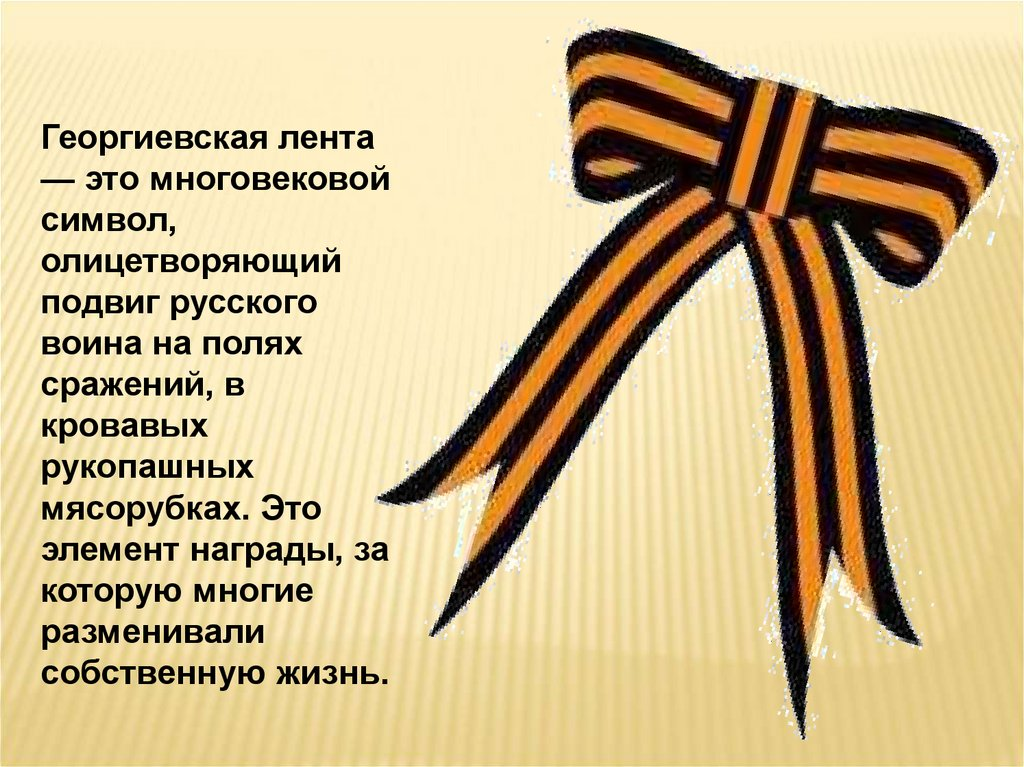 Георгиевская лента
— это многовековой
символ,
олицетворяющий
подвиг русского
воина на полях
сражений, в
кровавых
рукопашных
мясорубках. Это
элемент награды, за
которую многие
разменивали
собственную жизнь.